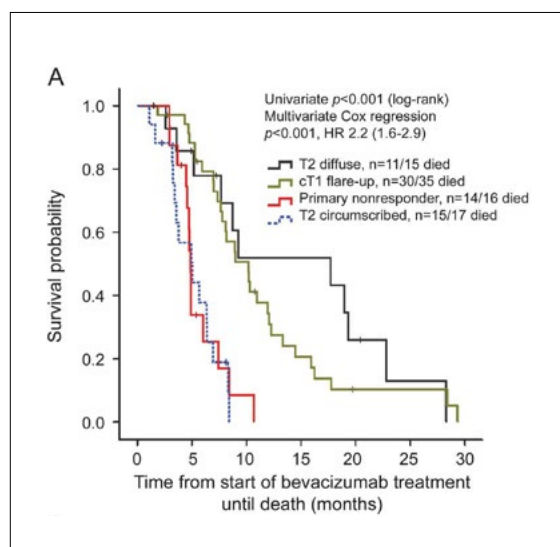 A
Univariate p<0.001 (log-rank)
Multivariate Cox regression
p<0.001, HR 2.2 (1.6-2.9)
T2 diffuse, n=11/15 died
cT1 flare-up, n=30/35 died
Primary nonresponder, n=14/16 died
T2 circumscribed, n=15/17 died
Survival probability
1.0
0.8
0.6
0.4
0.2
0.0
0 5 10 15 20 25 30
Time from start of bevacizumab treatment
until death (months)